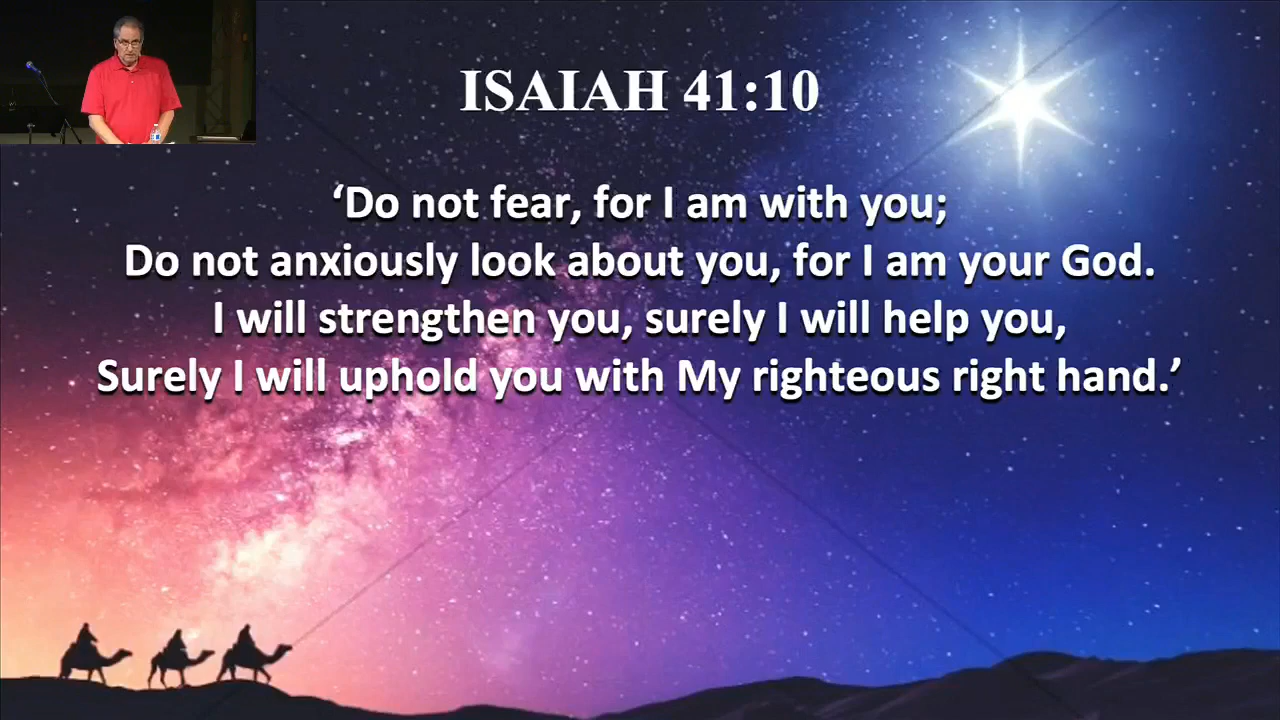 ISAIAH 41:10
‘Do not fear, for I am with you;
Do not anxiously look about you, for I am your God.
I will strengthen you, surely I will help you,
Surely I will uphold you with My righteous right hand.’